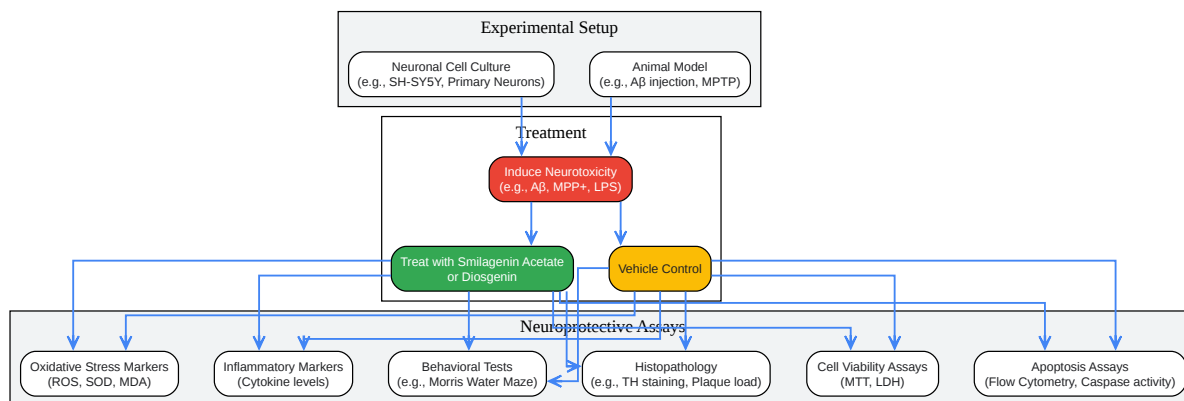 Experimental Setup
Neuronal Cell Culture
(e.g., SH-SY5Y, Primary Neurons)
Animal Model
(e.g., Aβ injection, MPTP)
Treatment
Induce Neurotoxicity
(e.g., Aβ, MPP+, LPS)
Treat with Smilagenin Acetate
or Diosgenin
Vehicle Control
Neuroprotective Assays
Oxidative Stress Markers
(ROS, SOD, MDA)
Inflammatory Markers
(Cytokine levels)
Behavioral Tests
(e.g., Morris Water Maze)
Histopathology
(e.g., TH staining, Plaque load)
Cell Viability Assays
(MTT, LDH)
Apoptosis Assays
(Flow Cytometry, Caspase activity)